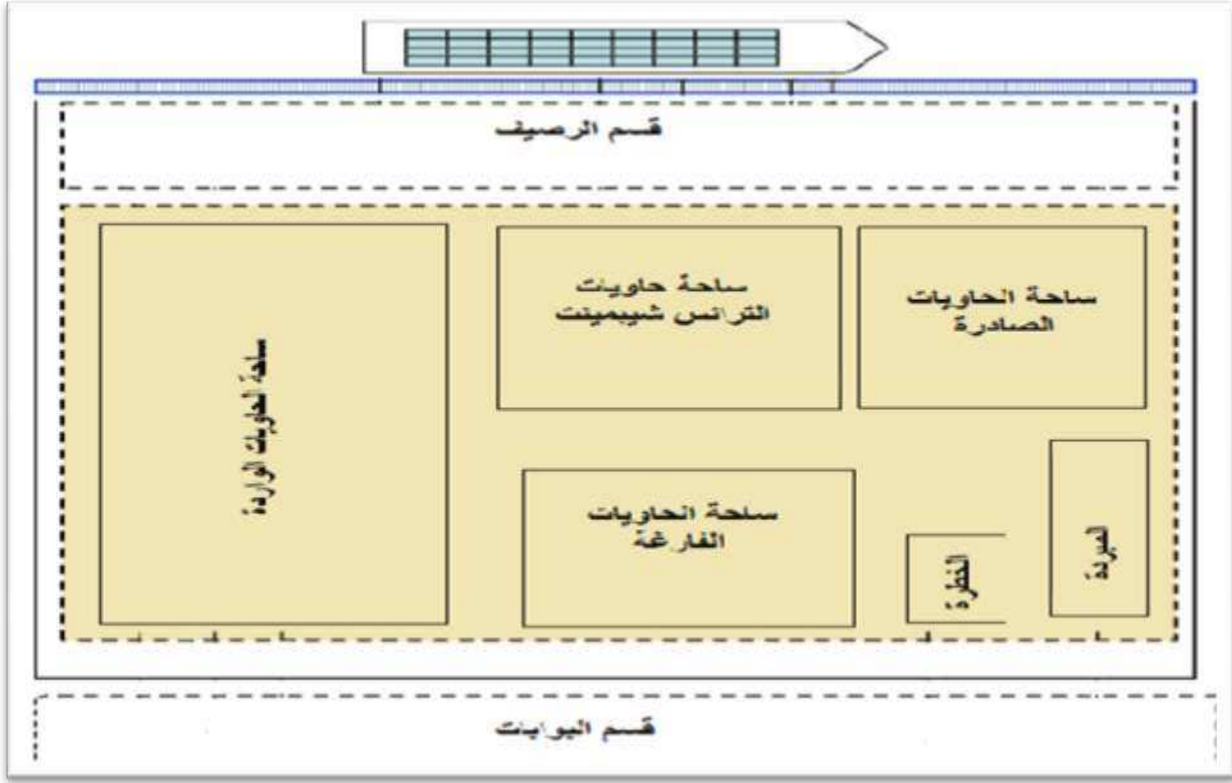 قسم الرصيف
ساحة الحاويات
الصادرة
ساحة حاويات
الترانس شيبمينت
ساحة الحاويات الواردة
المبردة
الخطرة
ساحة الحاويات
الفارغة
قسم البوابات